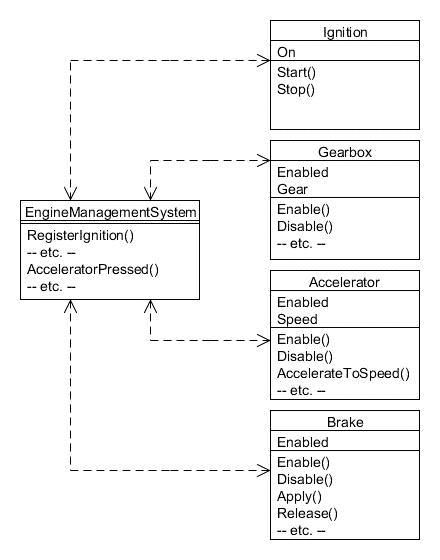 Ignition
On
Start()
Stop()
Gearbox
Enabled
Gear
Enable()
Disable()
-- etc. --
EngineManagementSystem
RegisterIgnition()
-- etc. --
AcceleratorPressed()
-- etc. --
Accelerator
Enabled
Speed
Enable()
Disable()
AccelerateToSpeed()
-- etc. --
Brake
Enabled
Enable()
Disable()
Apply()
Release()
-- etc. --